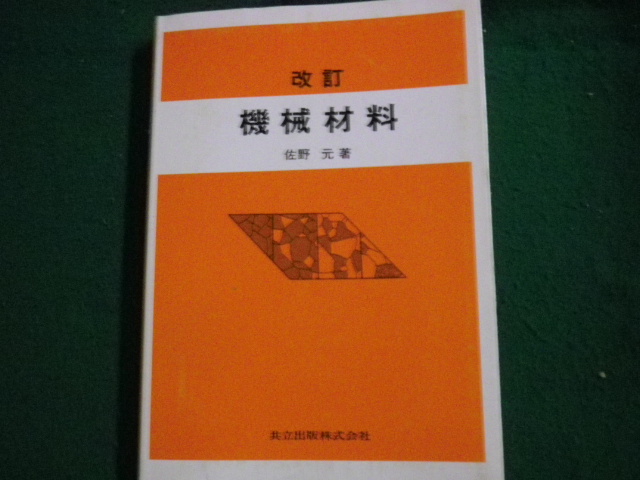 改訂
機械材料
佐野 元著
共立出版株式会社